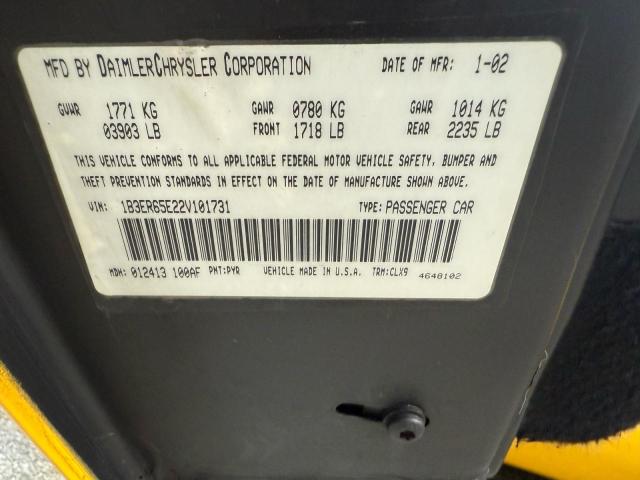 MFD BY DAIMLERCHRYSLER CORPORATION DATE OF MFR: 1-02
GVWR 1771 KG GAWR 0780 KG GAWR 1014 KG
03903 LB FRONT 1718 LB REAR 2235 LB
THIS VEHICLE CONFORMS TO ALL APPLICABLE FEDERAL MOTOR VEHICLE SAFETY, BUMPER AND
THEFT PREVENTION STANDARDS IN EFFECT ON THE DATE OF MANUFACTURE SHOWN ABOVE.
VIN: 1B3ER65E22V101731 TYPE: PASSENGER CAR
MDH: 012413 100AF PNT:PYR VEHICLE MADE IN U.S.A. TRM:CLX9 4648102